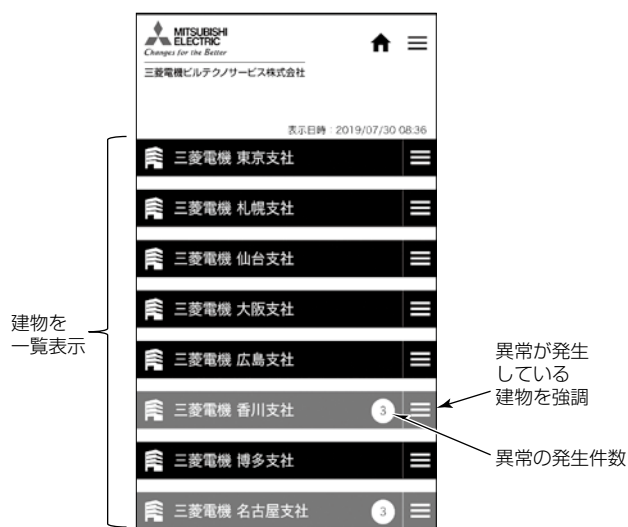 MITSUBISHI
ELECTRIC
Changes for the Better
三菱電機ビルテクノサービス株式会社
表示日時：2019/07/30 08:36
三菱電機 東京支社
三菱電機 札幌支社
三菱電機 仙台支社
三菱電機 大阪支社
三菱電機 広島支社
三菱電機 香川支社 3
三菱電機 博多支社
三菱電機 名古屋支社 3
建物を
一覧表示
異常が発生
している
建物を強調
異常の発生件数